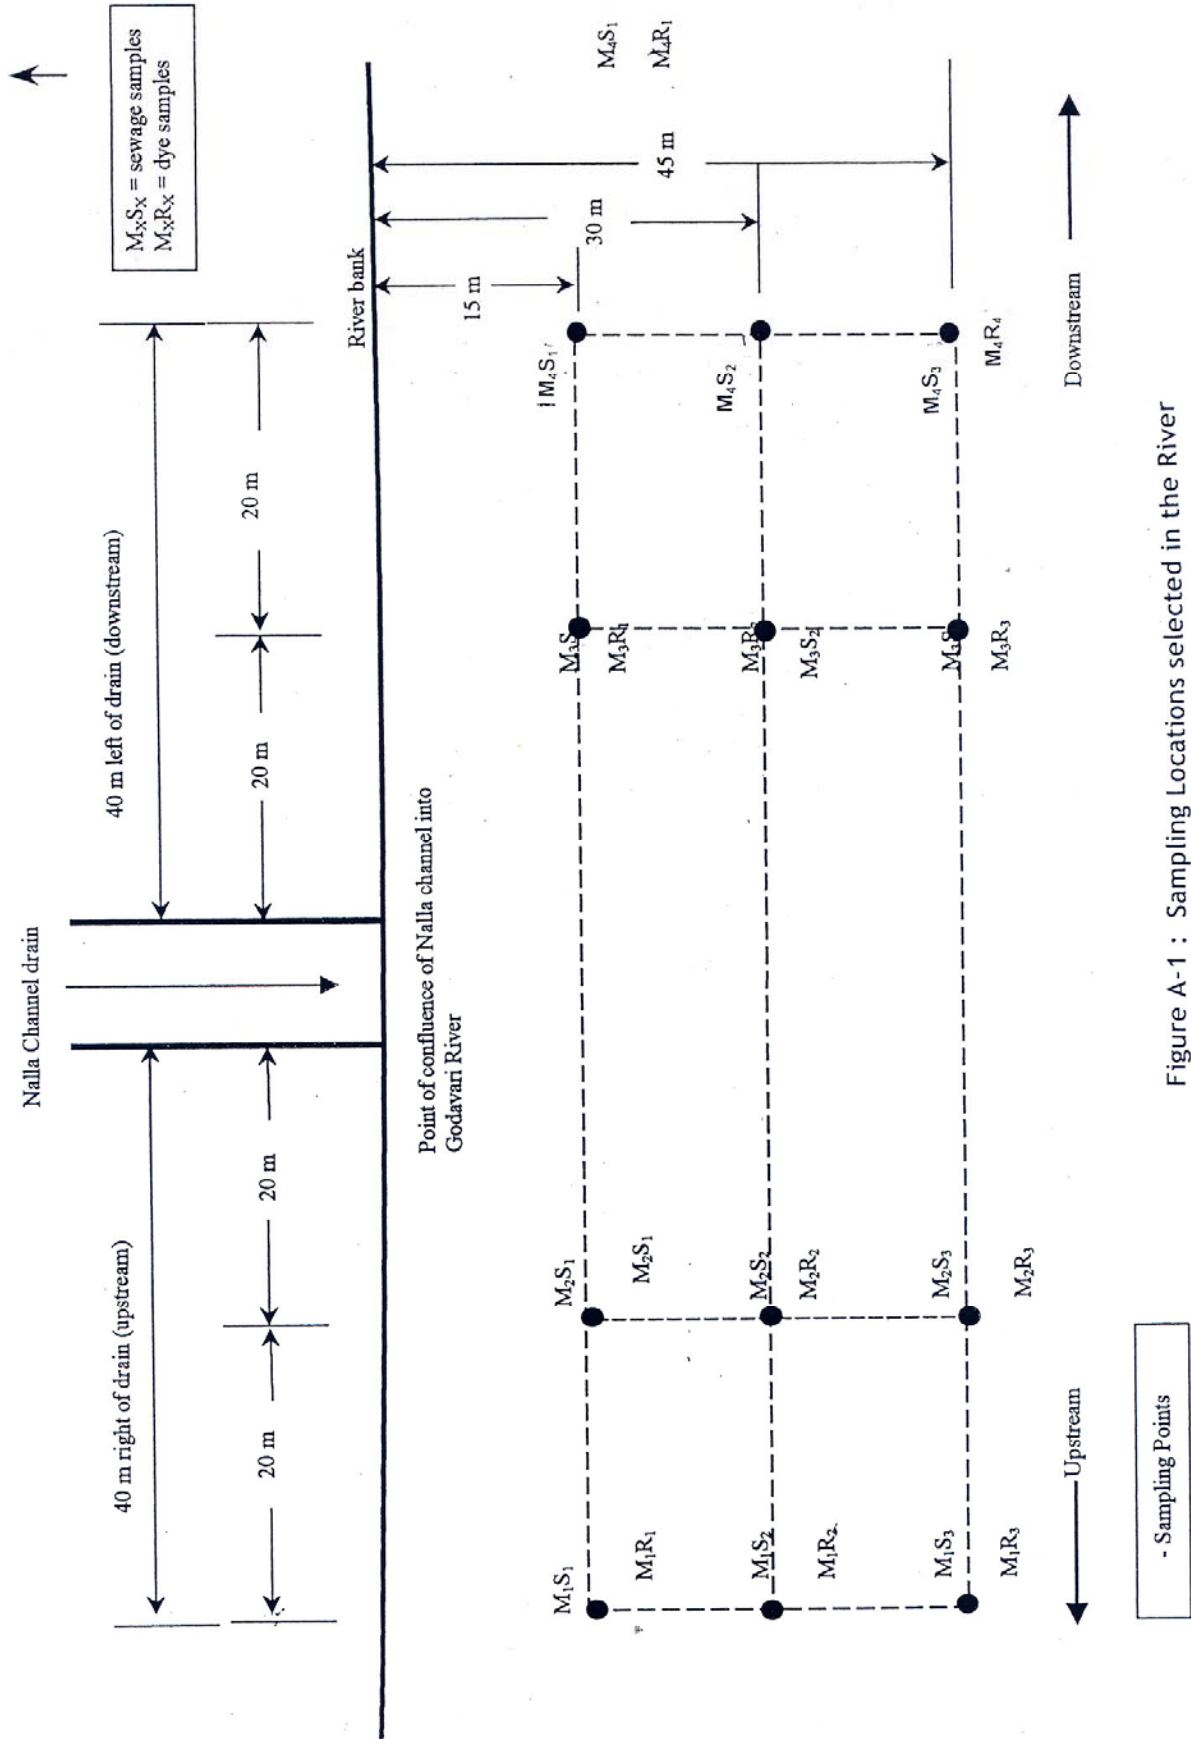 Nalla Channel drain
MₓSₓ = sewage samples
MₓRₓ = dye samples
40 m right of drain (upstream)
40 m left of drain (downstream)
20 m
20 m
20 m
20 m
River bank
Point of confluence of Nalla channel into
Godavari River
15 m
30 m
45 m
M₄S₁
M₄R₁
M₁S₁
M₁R₁
M₂S₁
M₂S₁
M₃R₁
M₄S₁
M₁S₂
M₁R₂
M₂S₂
M₂R₂
M₃S₂
M₄S₂
M₁S₃
M₁R₃
M₂S₃
M₂R₃
M₃R₃
M₄S₃
M₄R₄
Upstream
Downstream
- Sampling Points
Figure A-1 : Sampling Locations selected in the River